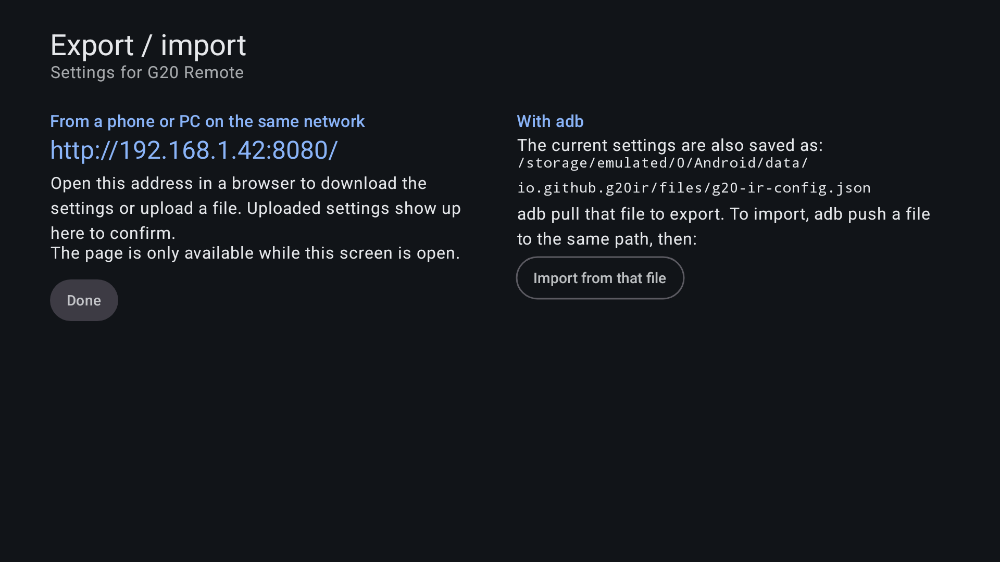 Export / import
Settings for G20 Remote
From a phone or PC on the same network
http://192.168.1.42:8080/
Open this address in a browser to download the
settings or upload a file. Uploaded settings show up
here to confirm.
The page is only available while this screen is open.
Done
With adb
The current settings are also saved as:
/storage/emulated/0/Android/data/
io.github.g20ir/files/g20-ir-config.json
adb pull that file to export. To import, adb push a file
to the same path, then:
Import from that file